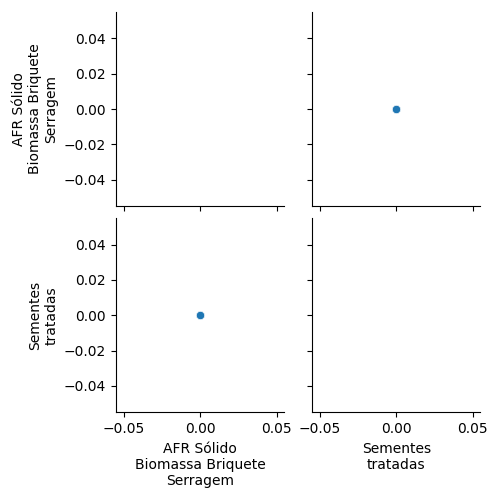 0.04
0.02
0.00
−0.02
−0.04
AFR Sólido
Biomassa Briquete
Serragem
0.04
0.02
0.00
−0.02
−0.04
Sementes
tratadas
−0.05
0.00
0.05
AFR Sólido
Biomassa Briquete
Serragem
−0.05
0.00
0.05
Sementes
tratadas